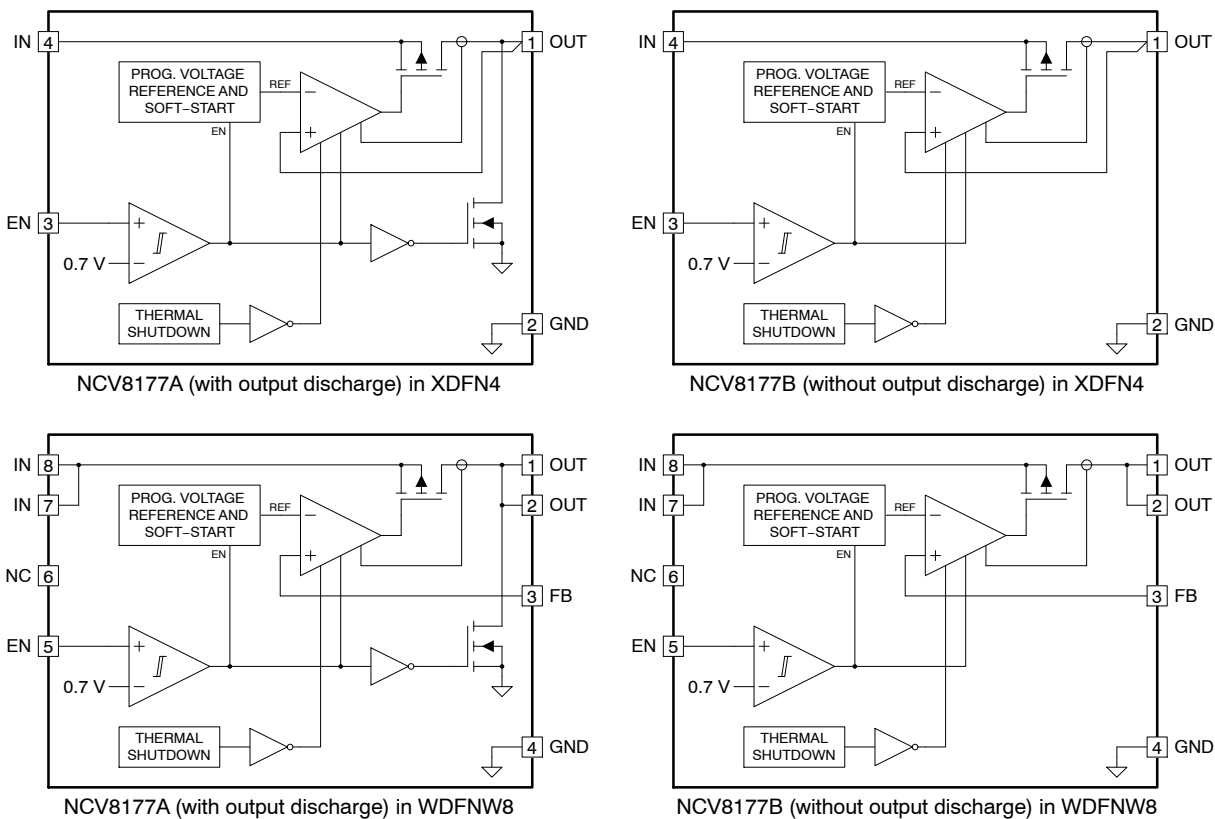 IN 4
1 OUT
PROG. VOLTAGE
REFERENCE AND
SOFT−START
REF
−
+
EN
EN 3
+
0.7 V
−
THERMAL
SHUTDOWN
2 GND
NCV8177A (with output discharge) in XDFN4
IN 4
1 OUT
PROG. VOLTAGE
REFERENCE AND
SOFT−START
REF
−
+
EN
EN 3
+
0.7 V
−
THERMAL
SHUTDOWN
2 GND
NCV8177B (without output discharge) in XDFN4
IN 8
1 OUT
IN 7
2 OUT
PROG. VOLTAGE
REFERENCE AND
SOFT−START
REF
−
+
EN
NC 6
3 FB
EN 5
+
0.7 V
−
THERMAL
SHUTDOWN
4 GND
NCV8177A (with output discharge) in WDFNW8
IN 8
1 OUT
IN 7
2 OUT
PROG. VOLTAGE
REFERENCE AND
SOFT−START
REF
−
+
EN
NC 6
3 FB
EN 5
+
0.7 V
−
THERMAL
SHUTDOWN
4 GND
NCV8177B (without output discharge) in WDFNW8